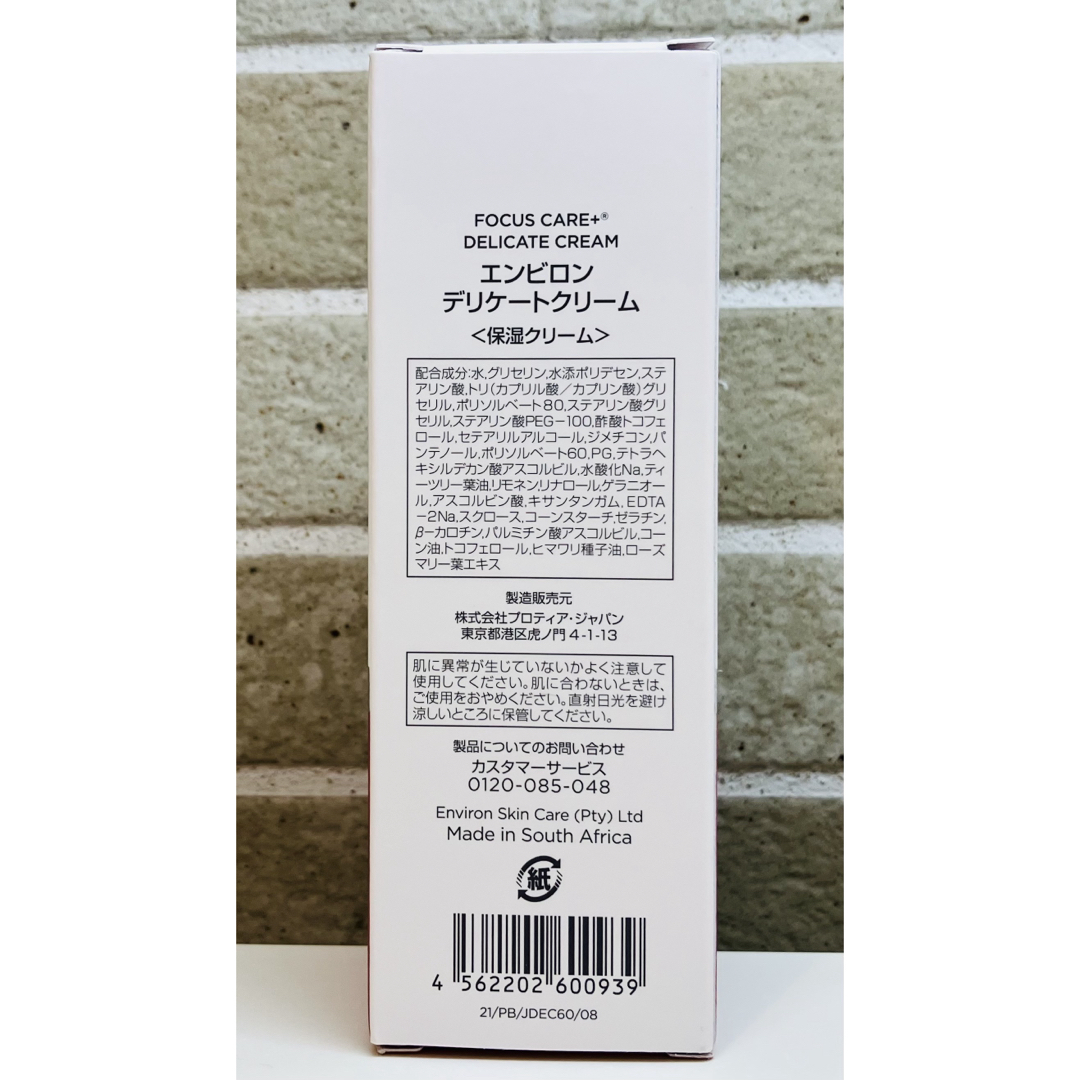 FOCUS CARE+®
DELICATE CREAM
エンビロン
デリケートクリーム
<保湿クリーム>
配合成分:水,グリセリン,水添ポリデセン,ステ
アリン酸,トリ(カプリル酸/カプリン酸)グリ
セリル,ポリソルベート80,ステアリン酸グリ
セリル,ステアリン酸PEG-100,酢酸トコフェ
ロール,セテアリルアルコール,ジメチコン,パ
ンテノール,ポリソルベート60,PG,テトラヘ
キシルデカン酸アスコルビル,水酸化Na,ティ
ーツリー葉油,リモネン,リナロール,ゲラニオー
ル,アスコルビン酸,キサンタンガム,EDTA
-2Na,スクロース,コーンスターチ,ゼラチン,
β-カロチン,パルミチン酸アスコルビル,コー
ン油,トコフェロール,ヒマワリ種子油,ローズ
マリー葉エキス
製造販売元
株式会社プロティア・ジャパン
東京都港区虎ノ門 4-1-13
肌に異常が生じていないかよく注意して
使用してください。肌に合わないときは、
ご使用をおやめください。直射日光を避け
涼しいところに保管してください。
製品についてのお問い合わせ
カスタマーサービス
0120-085-048
Environ Skin Care (Pty) Ltd
Made in South Africa
紙
4 562202 600939
21/PB/JDEC60/08